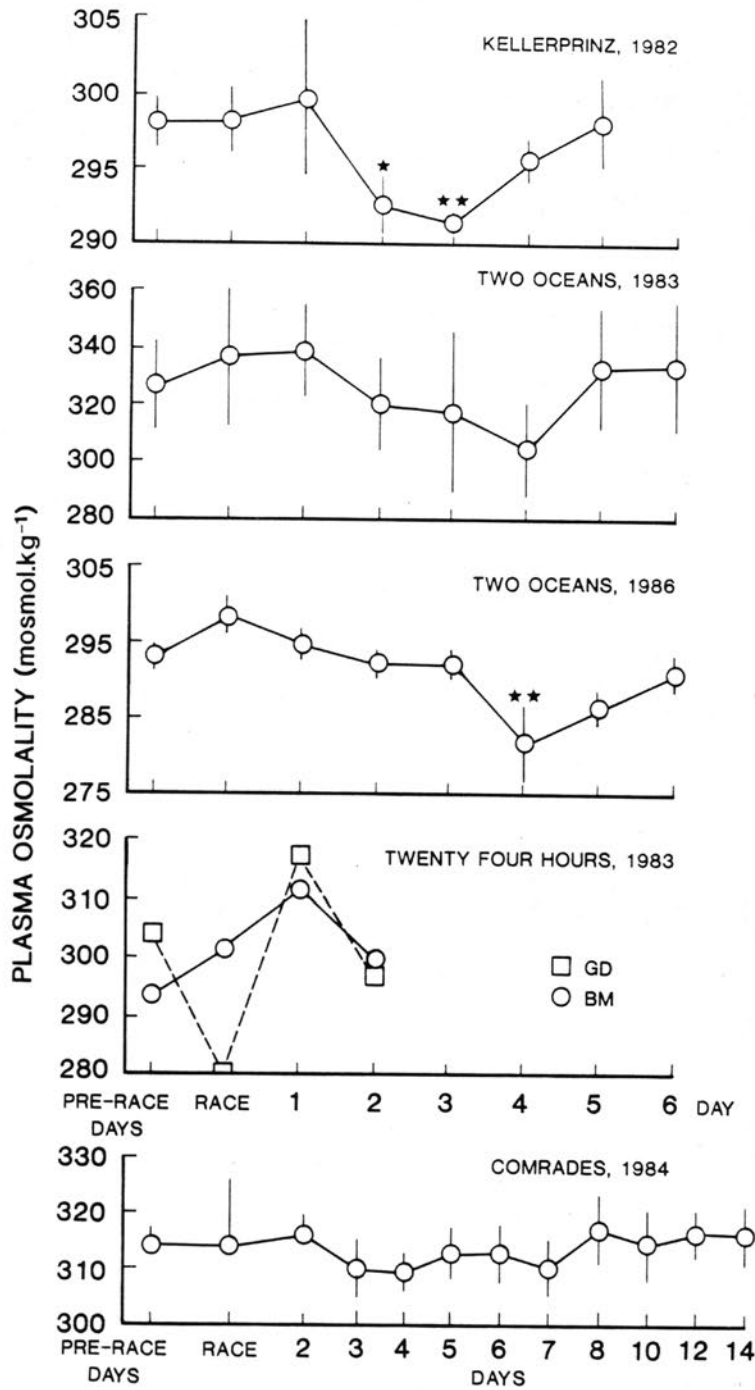 305
300
295
290
KELLERPRINZ, 1982
★
★★
360
340
320
300
280
TWO OCEANS, 1983
305
295
285
275
TWO OCEANS, 1986
★★
PLASMA OSMOLALITY (mosmol.kg⁻¹)
320
310
300
290
280
TWENTY FOUR HOURS, 1983
GD
BM
PRE-RACE DAYS RACE 1 2 3 4 5 6 DAY
330
320
310
300
COMRADES, 1984
PRE-RACE DAYS RACE 2 3 4 5 6 7 8 10 12 14
DAYS